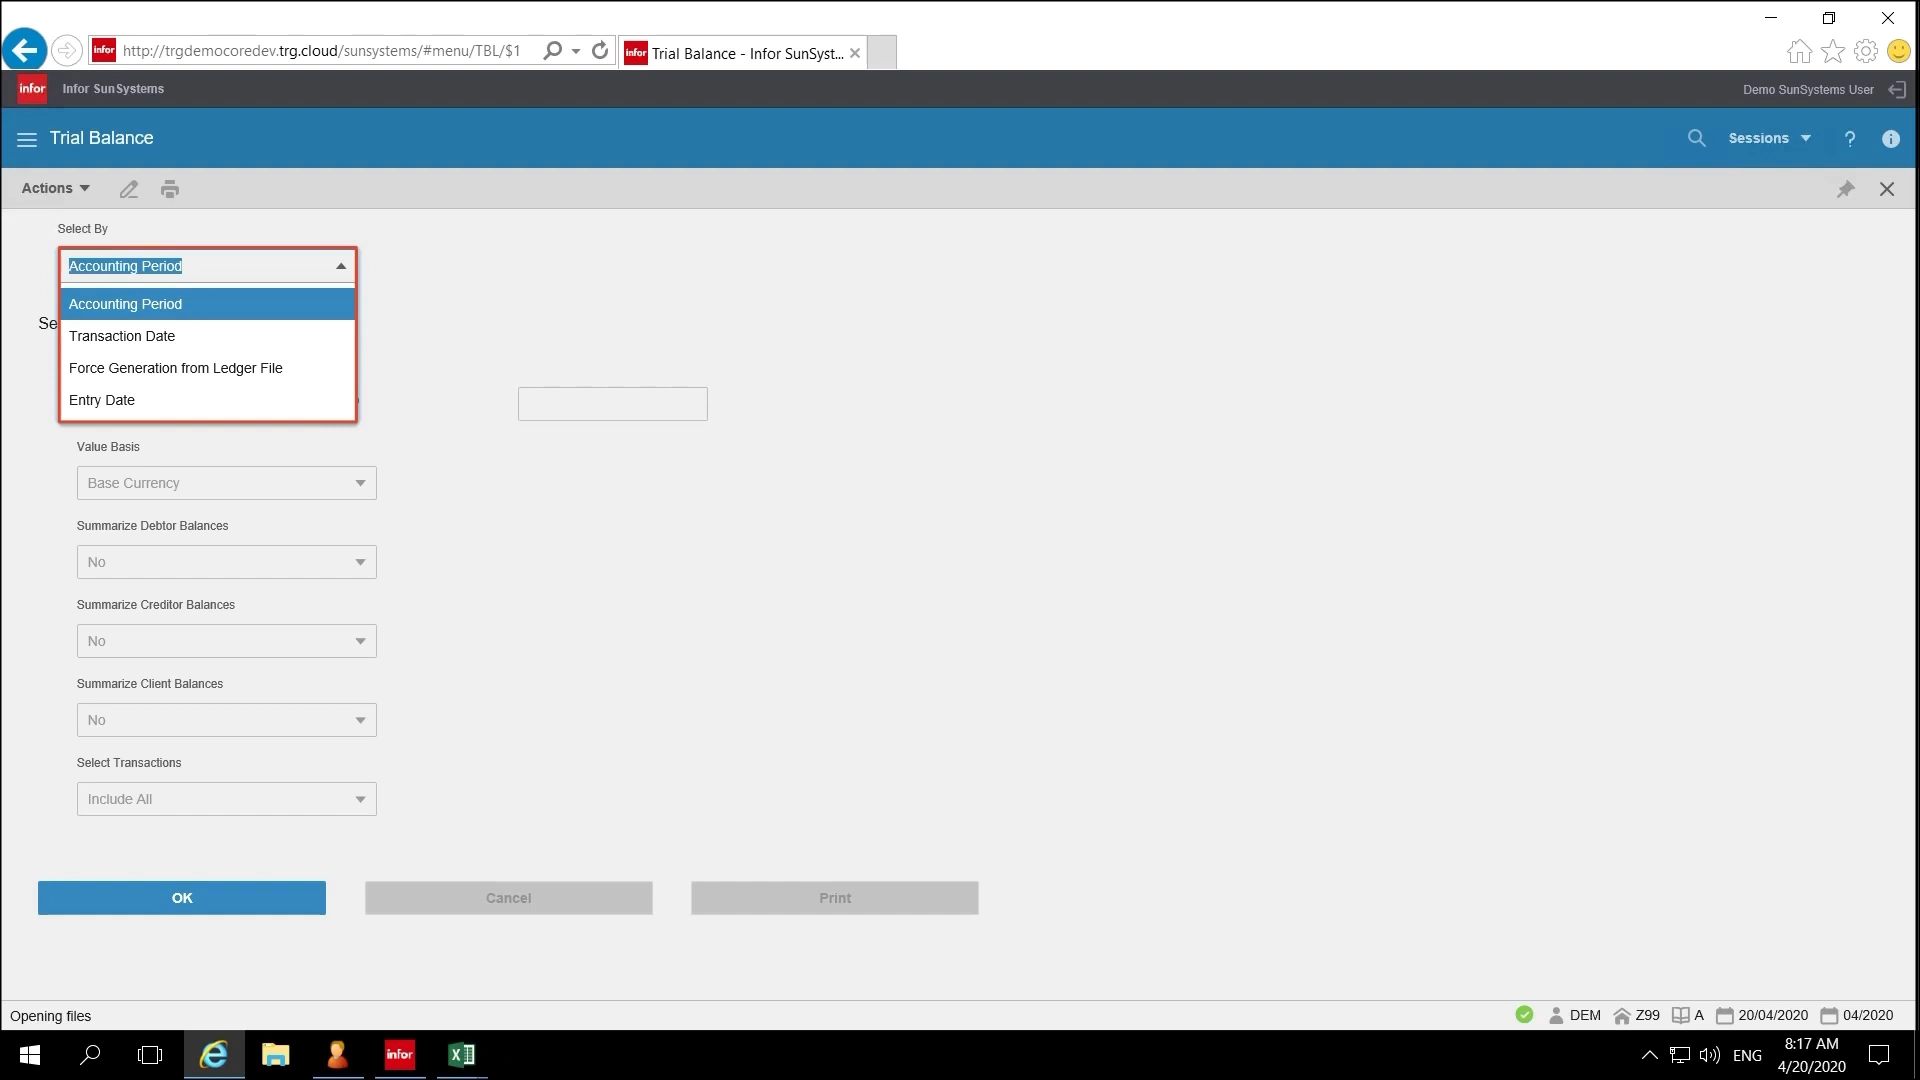 http://trgdemocoredev.trg.cloud/sunsystems/#menu/TBL/$1
infor
Trial Balance - Infor SunSyst...
infor
Infor SunSystems
Demo SunSystems User
Trial Balance
Sessions
Actions
Select By
Accounting Period
Accounting Period
Se
Transaction Date
Force Generation from Ledger File
Entry Date
Value Basis
Base Currency
Summarize Debtor Balances
No
Summarize Creditor Balances
No
Summarize Client Balances
No
Select Transactions
Include All
OK
Cancel
Print
Opening files
DEM
Z99
A
20/04/2020
04/2020
infor
ENG
8:17 AM
4/20/2020